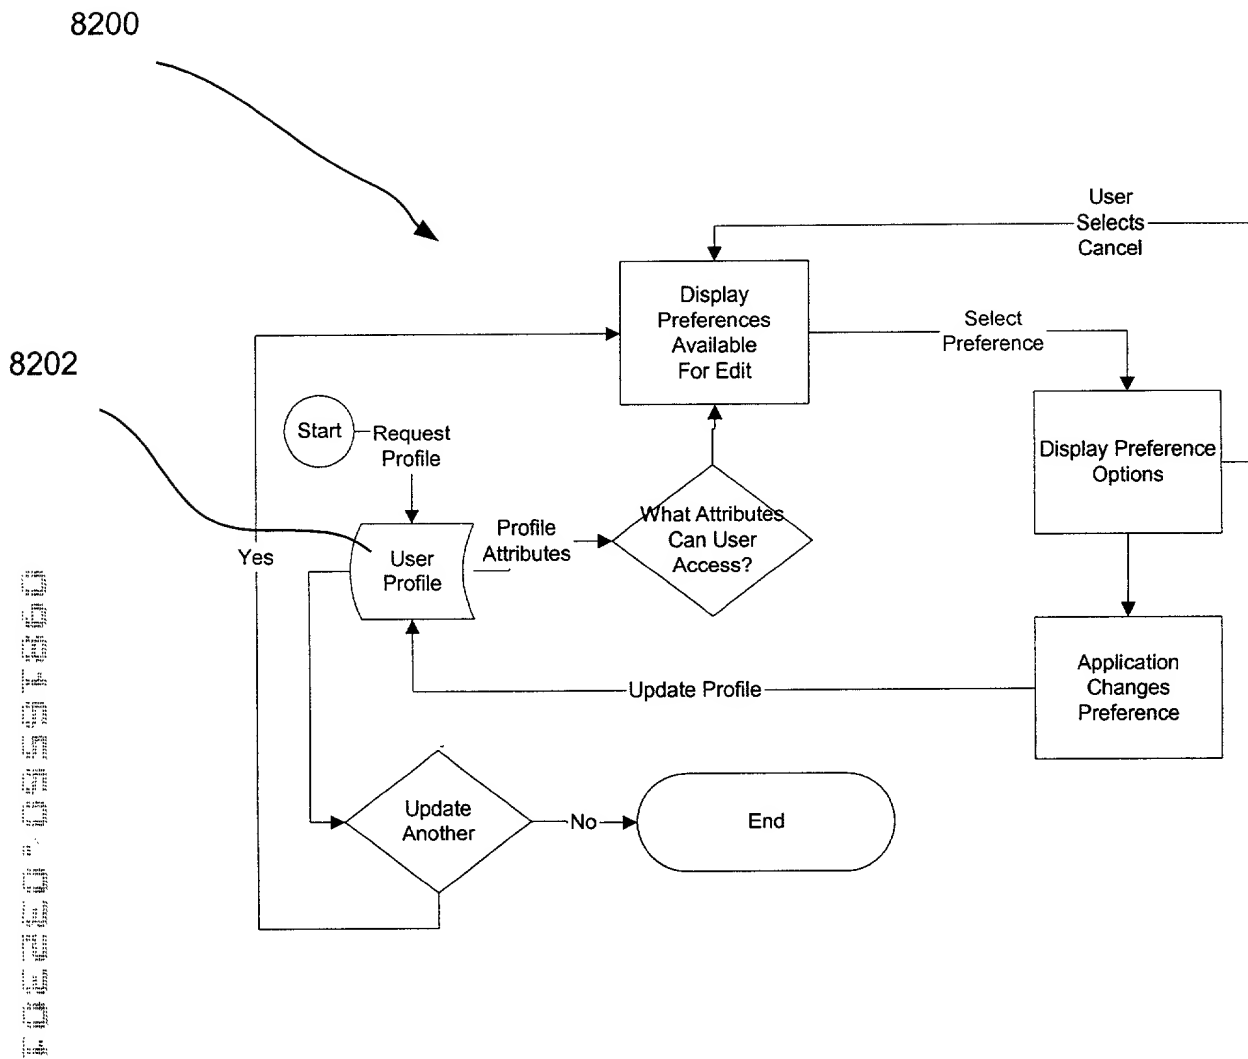 8200
User
Selects
Cancel
Display
Preferences
Available
For Edit
Select
Preference
8202
Start
Request
Profile
Display Preference
Options
What Attributes
Can User
Access?
Profile
Attributes
User
Profile
Yes
Application
Changes
Preference
Update Profile
Update
Another
No
End